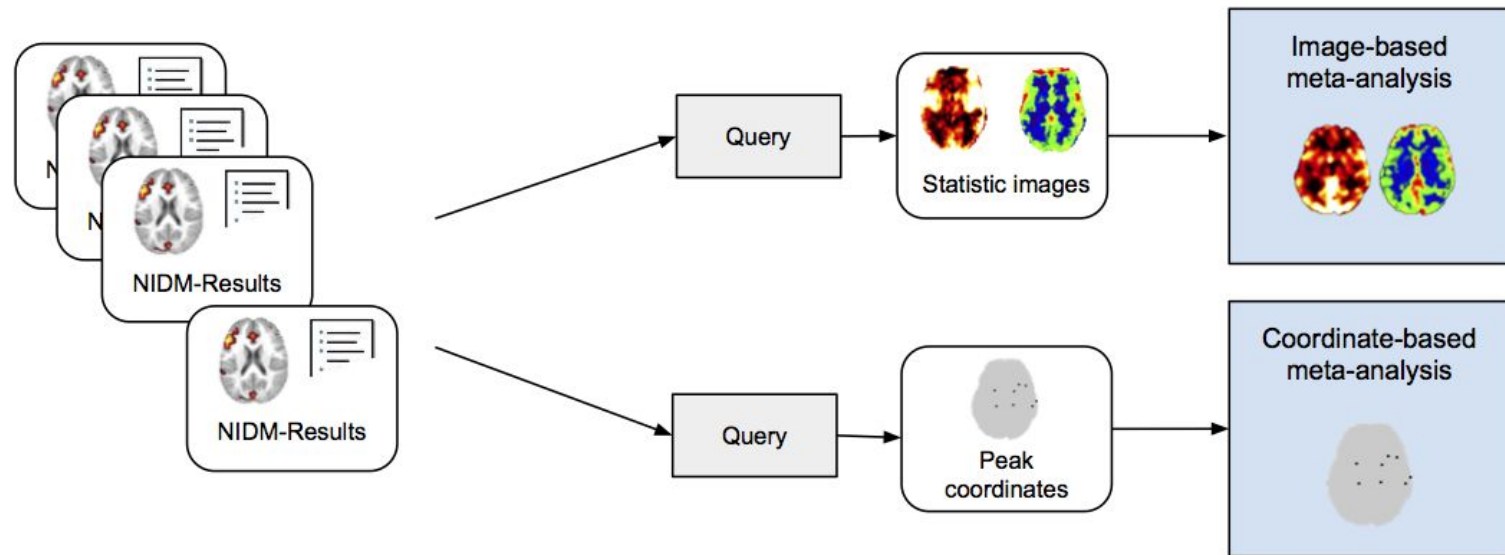 N
N
NIDM-Results
NIDM-Results
Query
Statistic images
Image-based
meta-analysis
Query
Peak
coordinates
Coordinate-based
meta-analysis